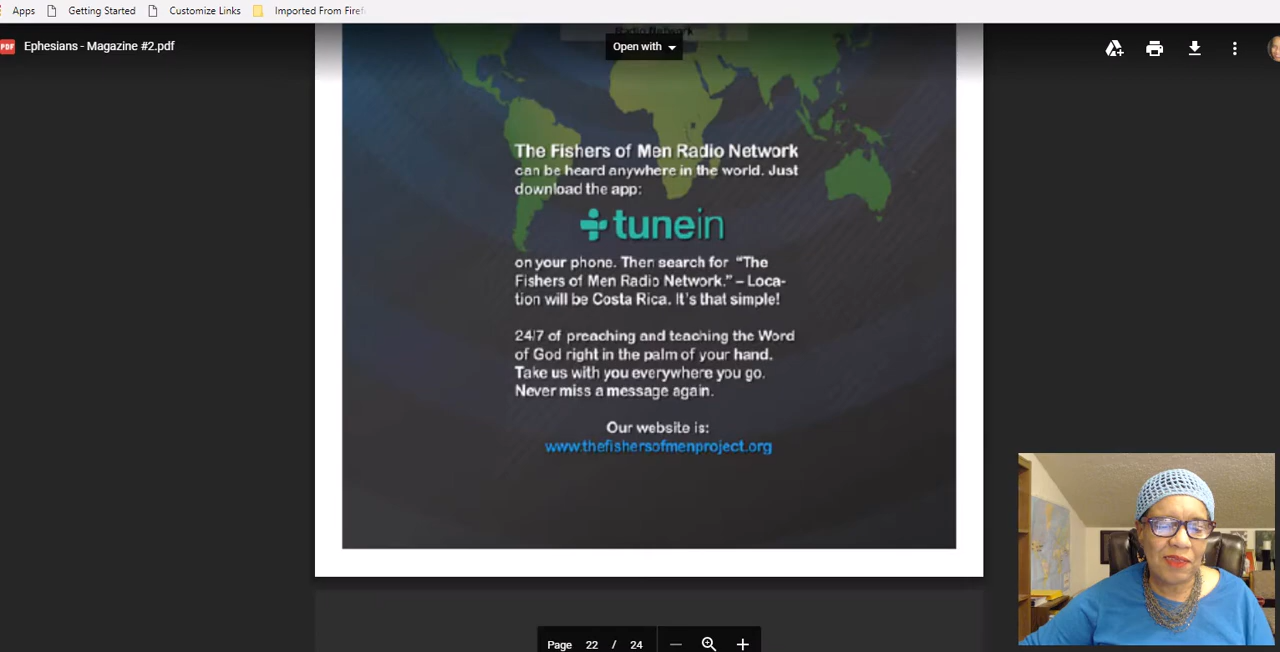 Apps Getting Started Customize Links Imported From Firef
PDF Ephesians - Magazine #2.pdf
Radio Network
Open with
The Fishers of Men Radio Network
can be heard anywhere in the world. Just
download the app:
tunein
on your phone. Then search for “The
Fishers of Men Radio Network.” – Loca-
tion will be Costa Rica. It's that simple!
24/7 of preaching and teaching the Word
of God right in the palm of your hand.
Take us with you everywhere you go.
Never miss a message again.
Our website is:
www.thefishersofmenproject.org
Page 22 / 24